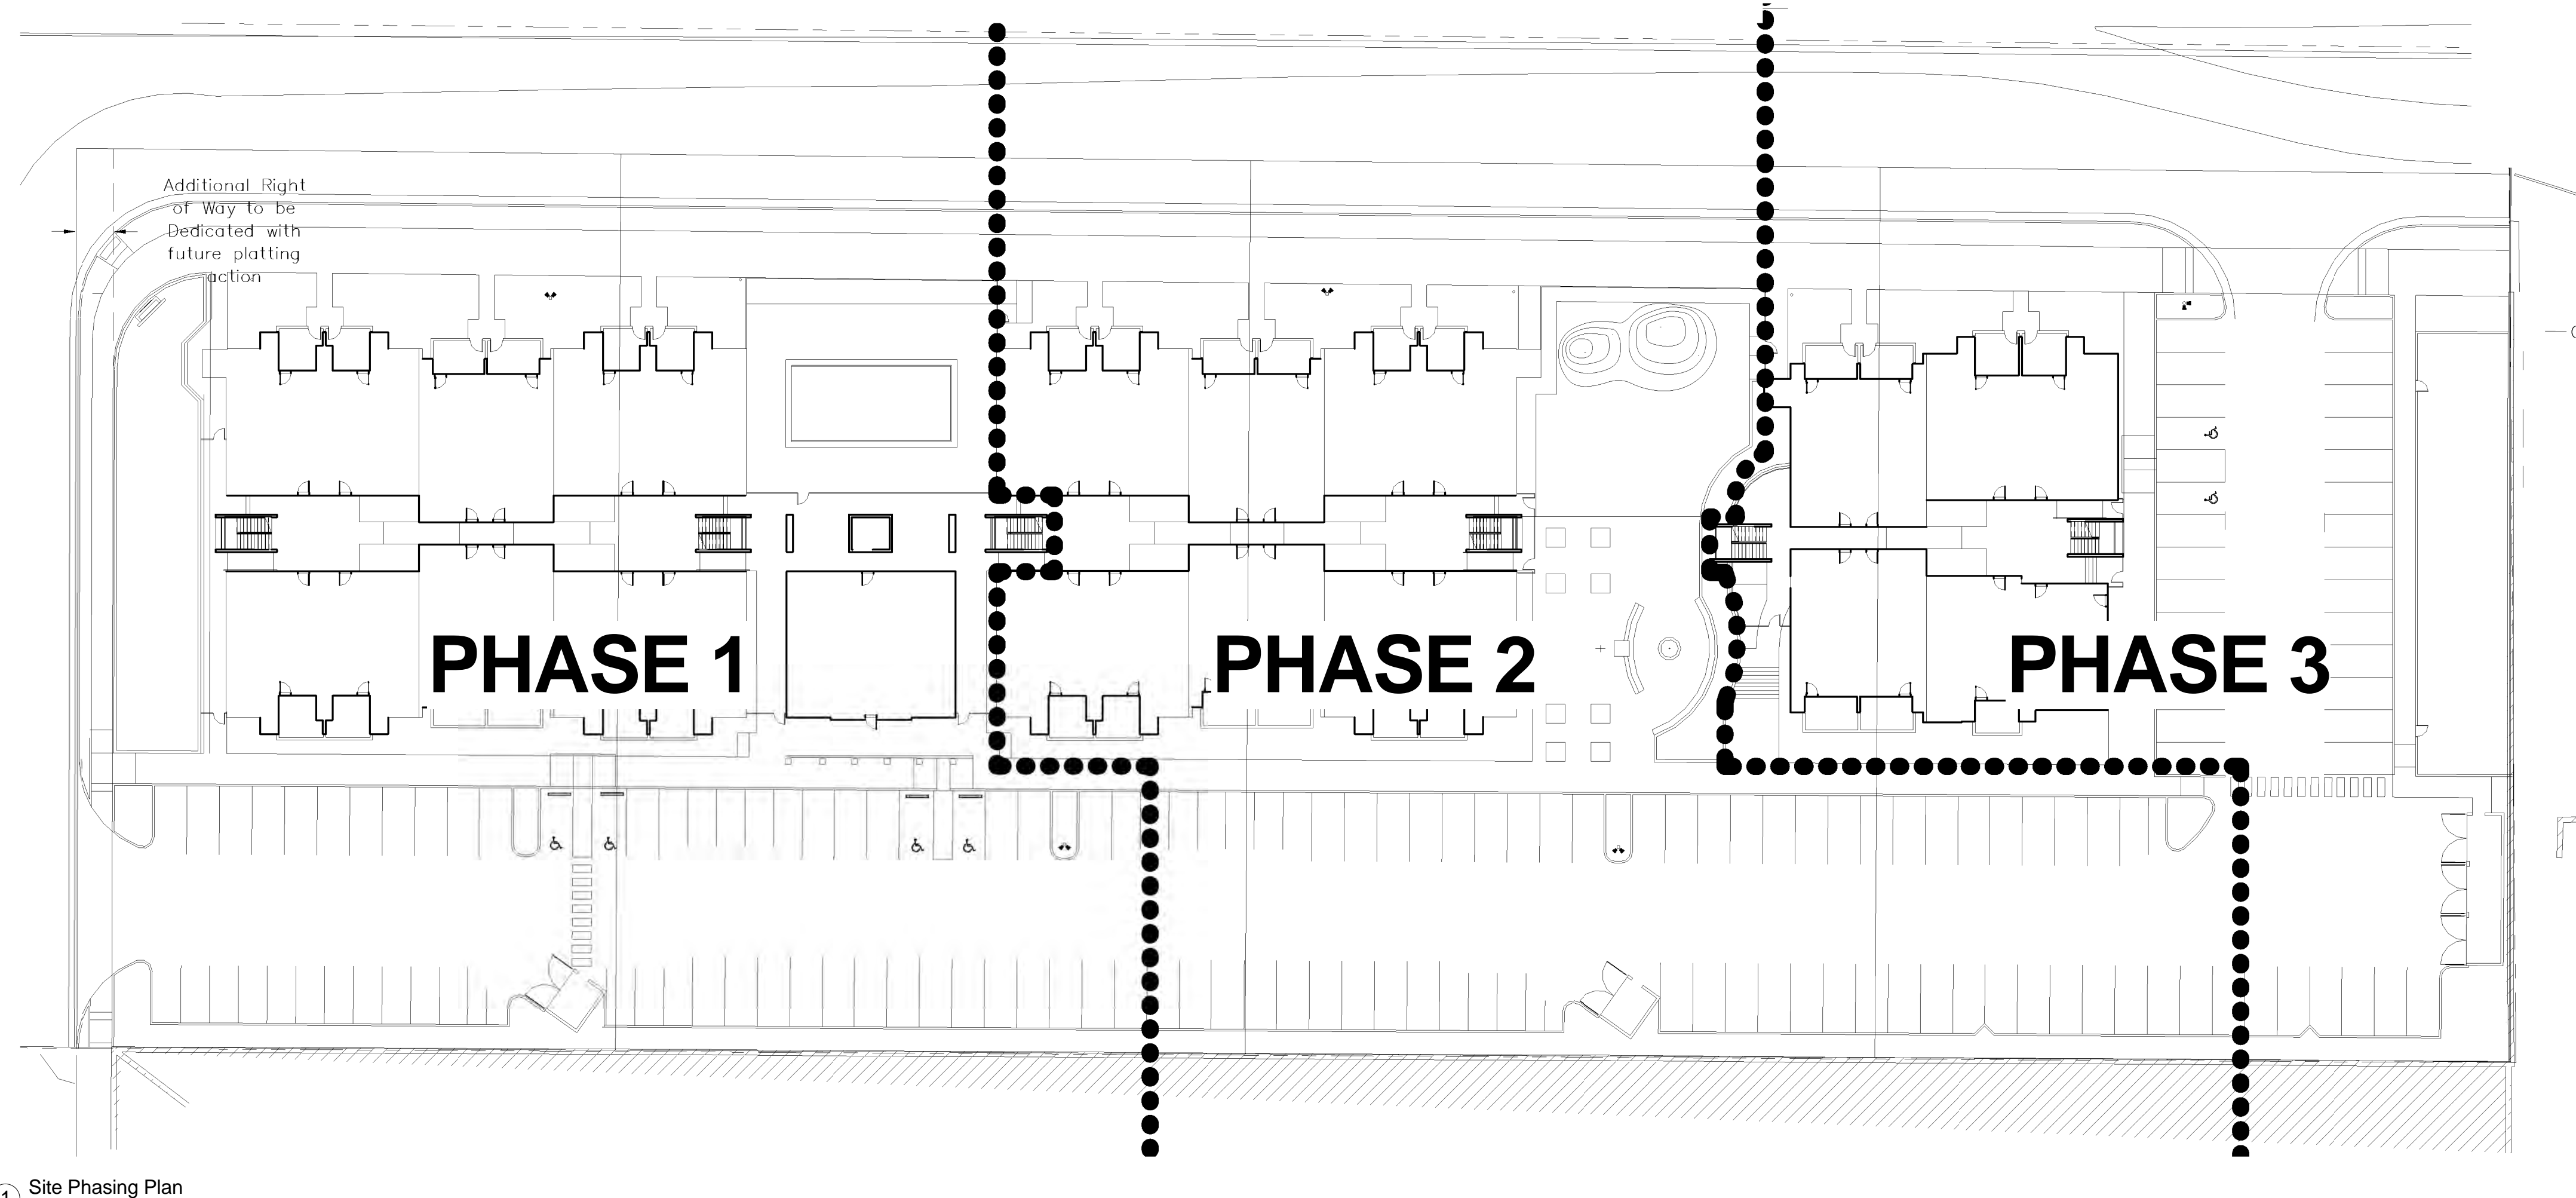 Additional Right
of Way to be
Dedicated with
future platting
action
PHASE 1
PHASE 2
PHASE 3
1
Site Phasing Plan